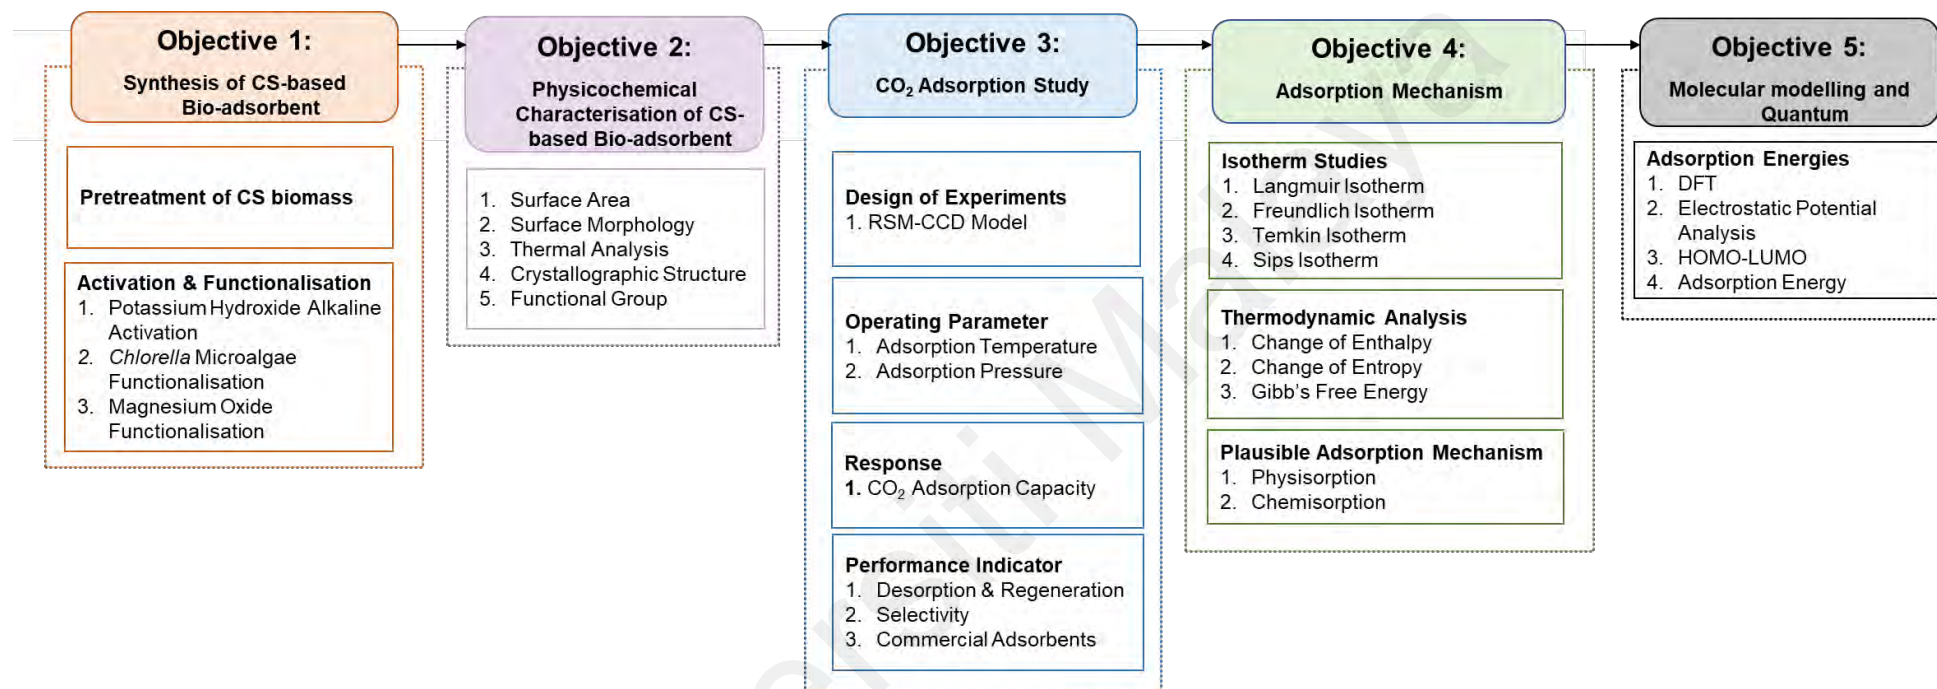 Objective 1:
Synthesis of CS-based
Bio-adsorbent
Pretreatment of CS biomass
Activation & Functionalisation
1. Potassium Hydroxide Alkaline
Activation
2. Chlorella Microalgae
Functionalisation
3. Magnesium Oxide
Functionalisation
Objective 2:
Physicochemical
Characterisation of CS-
based Bio-adsorbent
1. Surface Area
2. Surface Morphology
3. Thermal Analysis
4. Crystallographic Structure
5. Functional Group
Objective 3:
CO₂ Adsorption Study
Design of Experiments
1. RSM-CCD Model
Operating Parameter
1. Adsorption Temperature
2. Adsorption Pressure
Response
1. CO₂ Adsorption Capacity
Performance Indicator
1. Desorption & Regeneration
2. Selectivity
3. Commercial Adsorbents
Objective 4:
Adsorption Mechanism
Isotherm Studies
1. Langmuir Isotherm
2. Freundlich Isotherm
3. Temkin Isotherm
4. Sips Isotherm
Thermodynamic Analysis
1. Change of Enthalpy
2. Change of Entropy
3. Gibb's Free Energy
Plausible Adsorption Mechanism
1. Physisorption
2. Chemisorption
Objective 5:
Molecular modelling and
Quantum
Adsorption Energies
1. DFT
2. Electrostatic Potential
Analysis
3. HOMO-LUMO
4. Adsorption Energy
ersiti Malaya